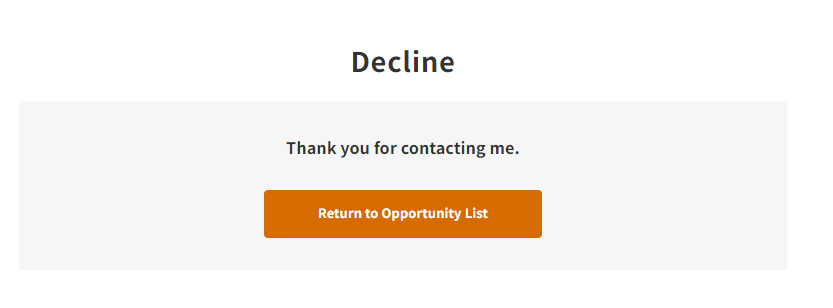 Decline
Thank you for contacting me.
Return to Opportunity List